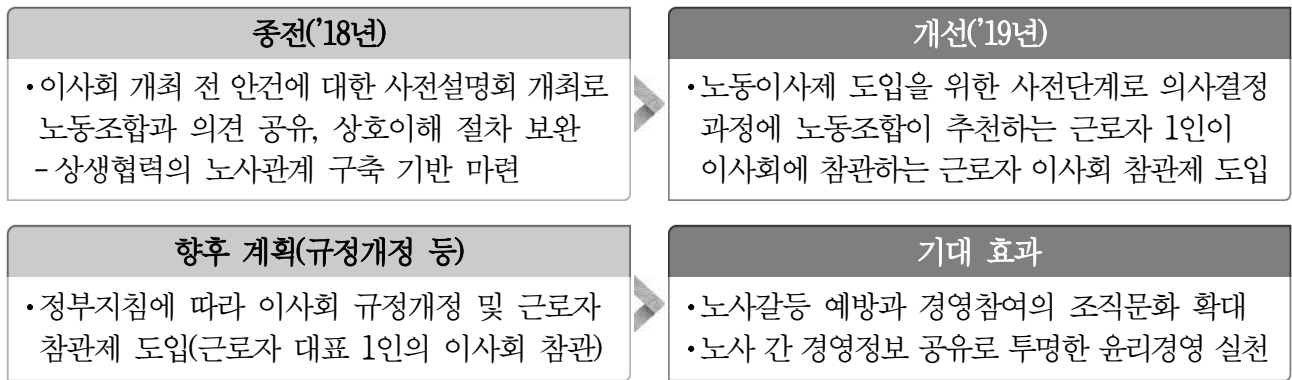 종전('18년)
•이사회 개최 전 안건에 대한 사전설명회 개최로
노동조합과 의견 공유, 상호이해 절차 보완
- 상생협력의 노사관계 구축 기반 마련
개선('19년)
•노동이사제 도입을 위한 사전단계로 의사결정
과정에 노동조합이 추천하는 근로자 1인이
이사회에 참관하는 근로자 이사회 참관제 도입
향후 계획(규정개정 등)
•정부지침에 따라 이사회 규정개정 및 근로자
참관제 도입(근로자 대표 1인의 이사회 참관)
기대 효과
•노사갈등 예방과 경영참여의 조직문화 확대
•노사 간 경영정보 공유로 투명한 윤리경영 실천